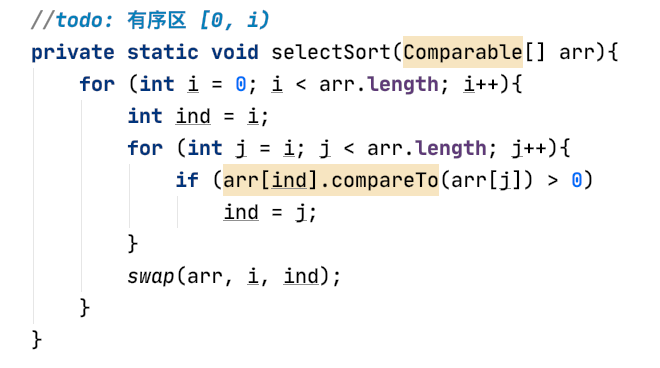 //todo: 有序区 [0, i)
private static void selectSort(Comparable[] arr){
    for (int i = 0; i < arr.length; i++){
        int ind = i;
        for (int j = i; j < arr.length; j++){
            if (arr[ind].compareTo(arr[j]) > 0)
                ind = j;
        }
        swap(arr, i, ind);
    }
}